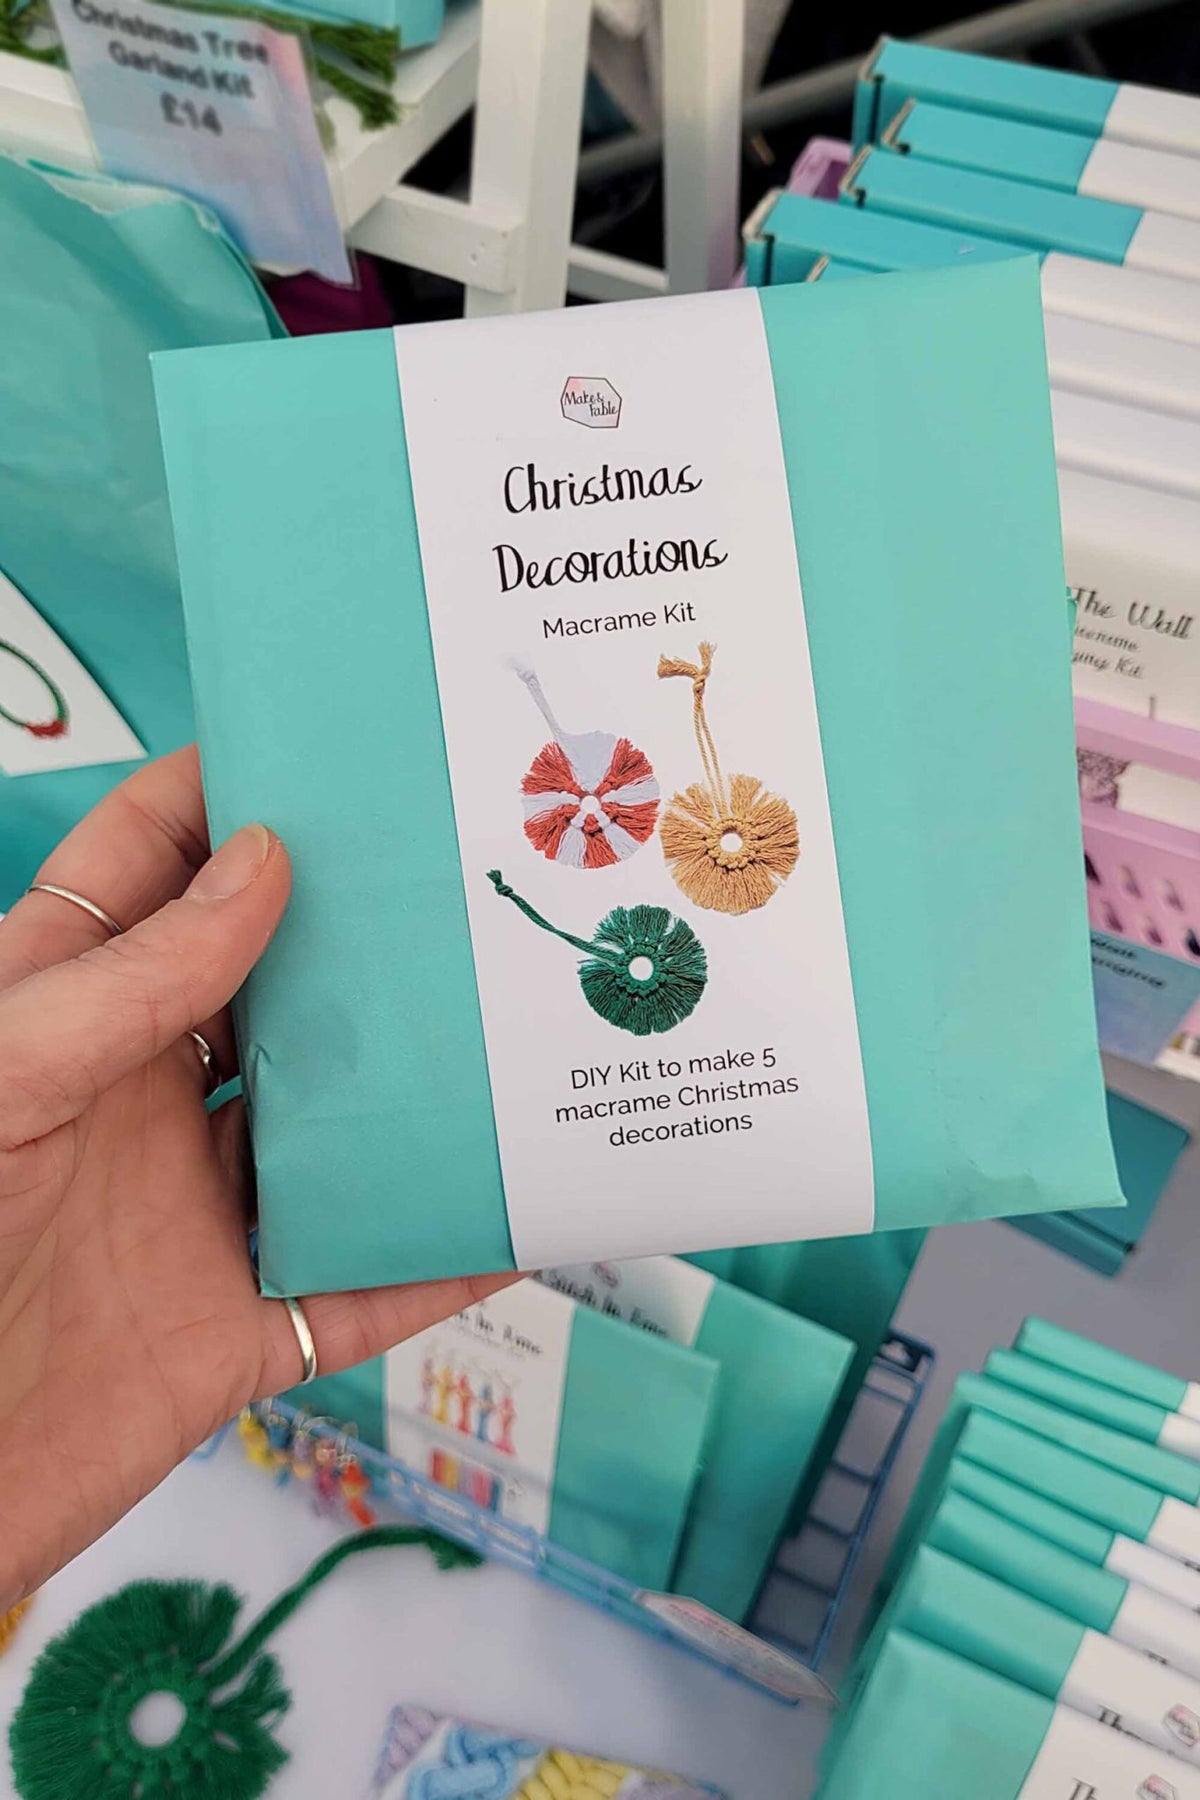 Christmas Tree
Garland Kit
£14
Make &
Fable
Christmas
Decorations
Macrame Kit
DIY Kit to make 5
macrame Christmas
decorations
The Wall
Kit